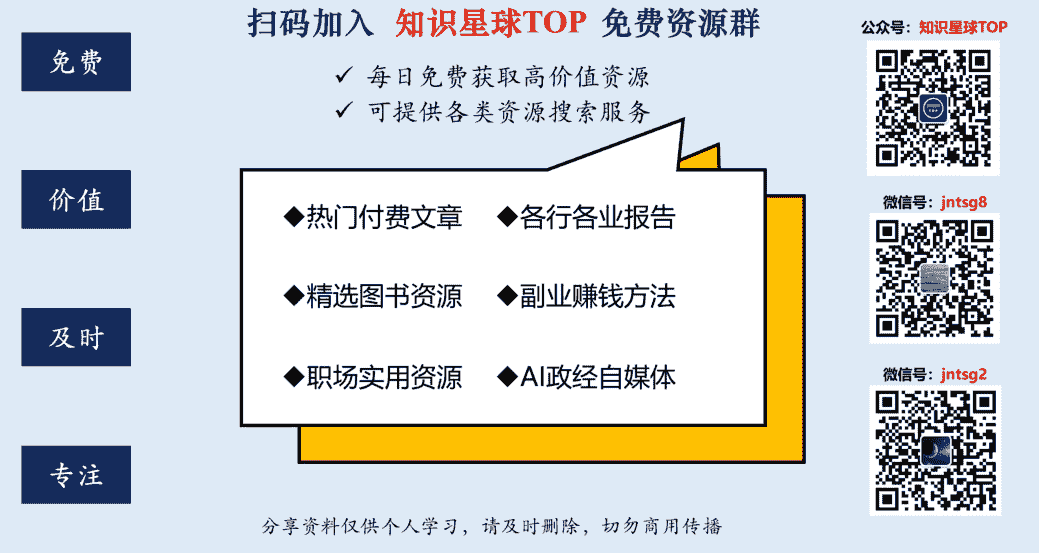 扫码加入 知识星球TOP 免费资源群
✓ 每日免费获取高价值资源
✓ 可提供各类资源搜索服务
免费
价值
及时
专注
◆热门付费文章 ◆各行各业报告
◆精选图书资源 ◆副业赚钱方法
◆职场实用资源 ◆AI政经自媒体
公众号：知识星球TOP
微信号：jntsg8
微信号：jntsg2
分享资料仅供个人学习，请及时删除，切勿商用传播